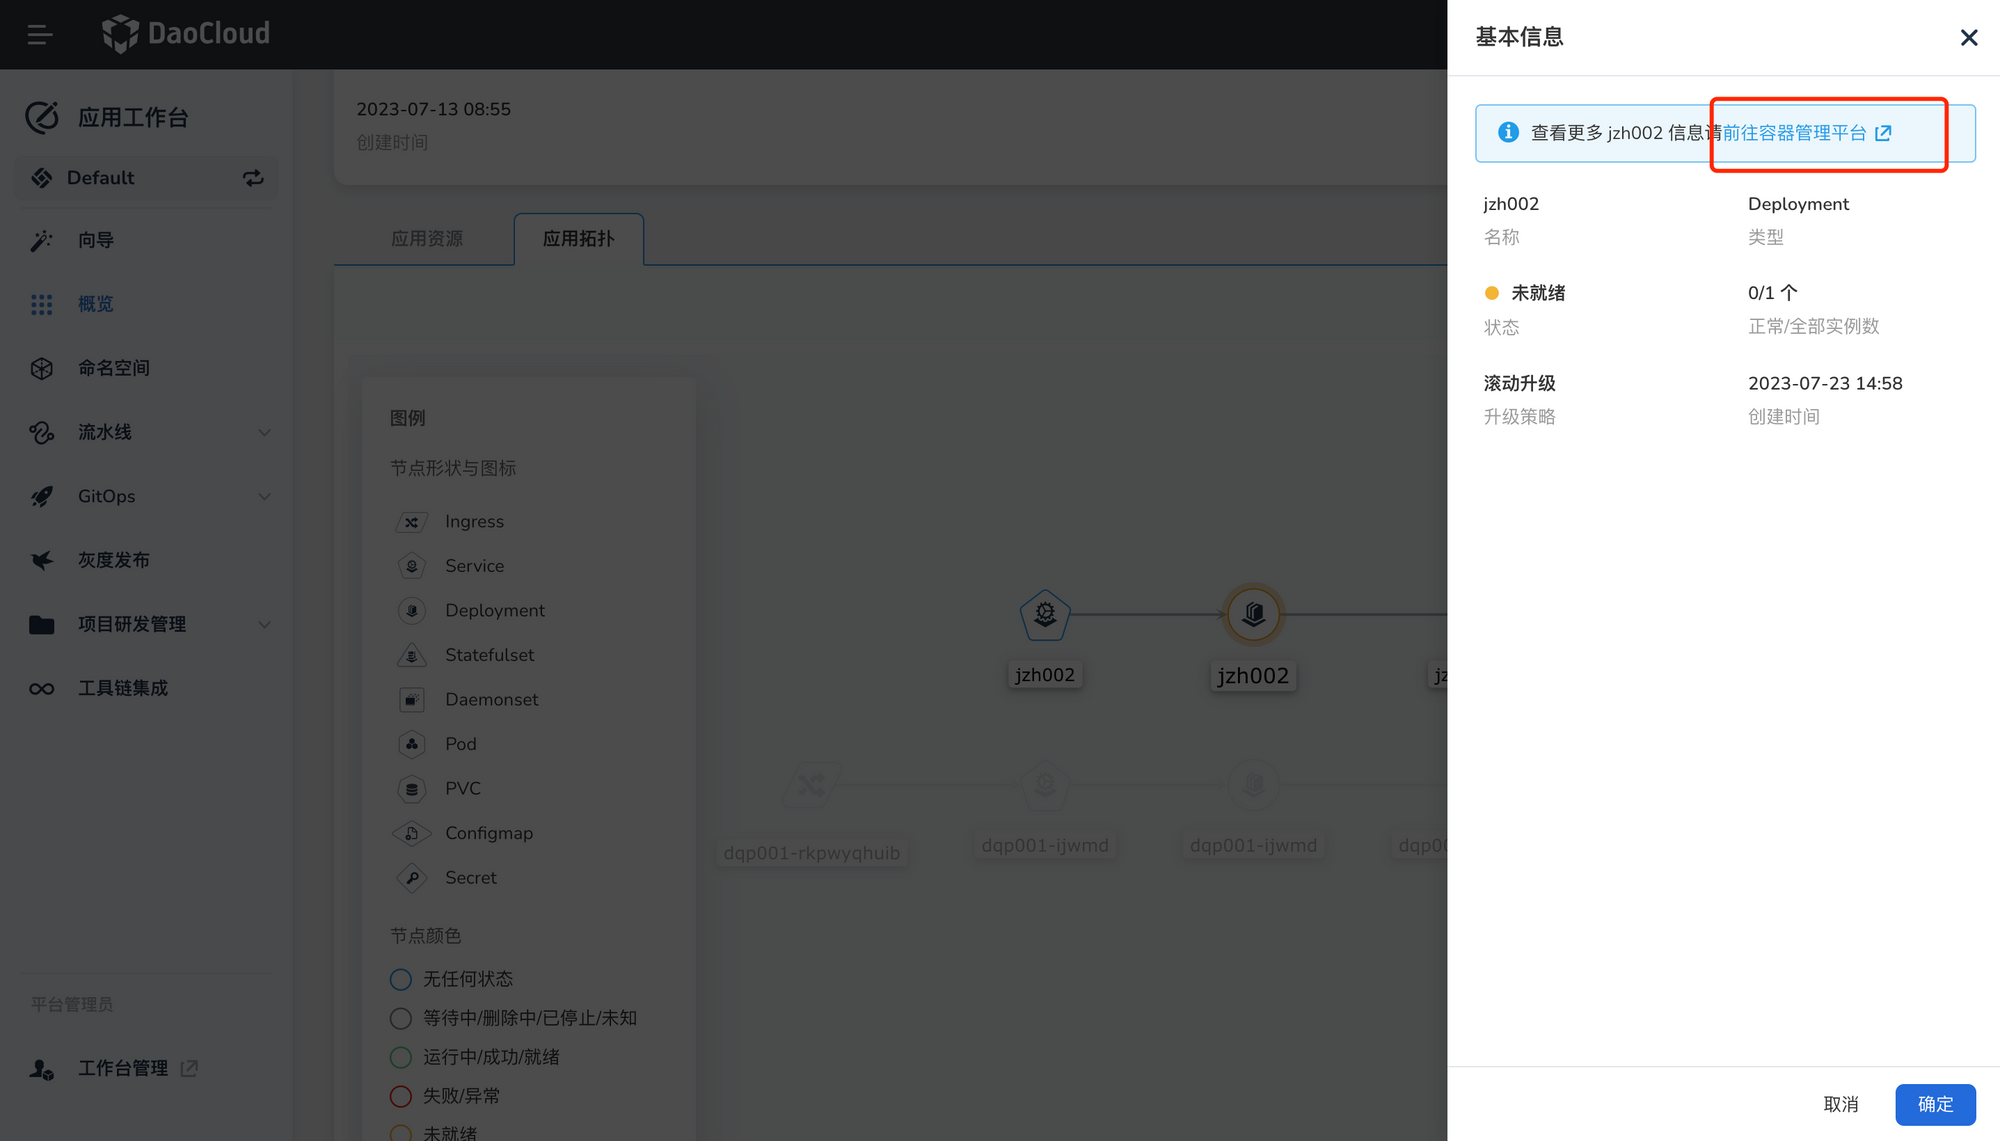 DaoCloud
应用工作台
Default
向导
概览
命名空间
流水线
GitOps
灰度发布
项目研发管理
工具链集成
平台管理员
工作台管理
2023-07-13 08:55
创建时间
应用资源
应用拓扑
图例
节点形状与图标
Ingress
Service
Deployment
Statefulset
Daemonset
Pod
PVC
Configmap
Secret
节点颜色
无任何状态
等待中/删除中/已停止/未知
运行中/成功/就绪
失败/异常
未就绪
jzh002
jzh002
jz
dqp001-rkpwyqhuib
dqp001-ijwmd
dqp001-ijwmd
dqp00
基本信息
查看更多 jzh002 信息请前往容器管理平台
jzh002
名称
Deployment
类型
未就绪
状态
0/1 个
正常/全部实例数
滚动升级
升级策略
2023-07-23 14:58
创建时间
取消
确定